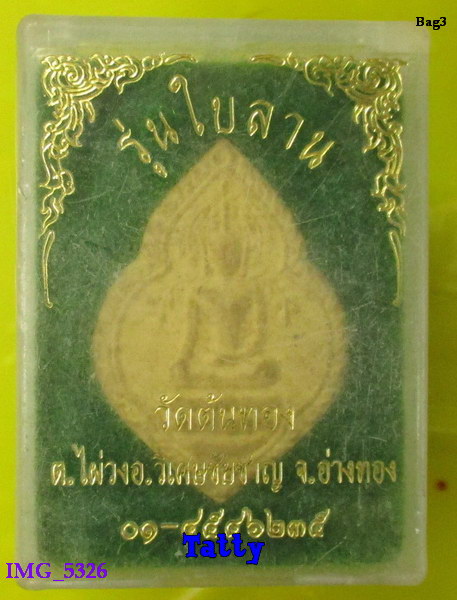 Bag3
รุ่นใบลาน
วัดต้นทอง
ต.ไผ่วง อ.วิเศษชัยชาญ จ.อ่างทอง
๐๑-๔๕๔๖๒๓๕
Tatty
IMG_5326